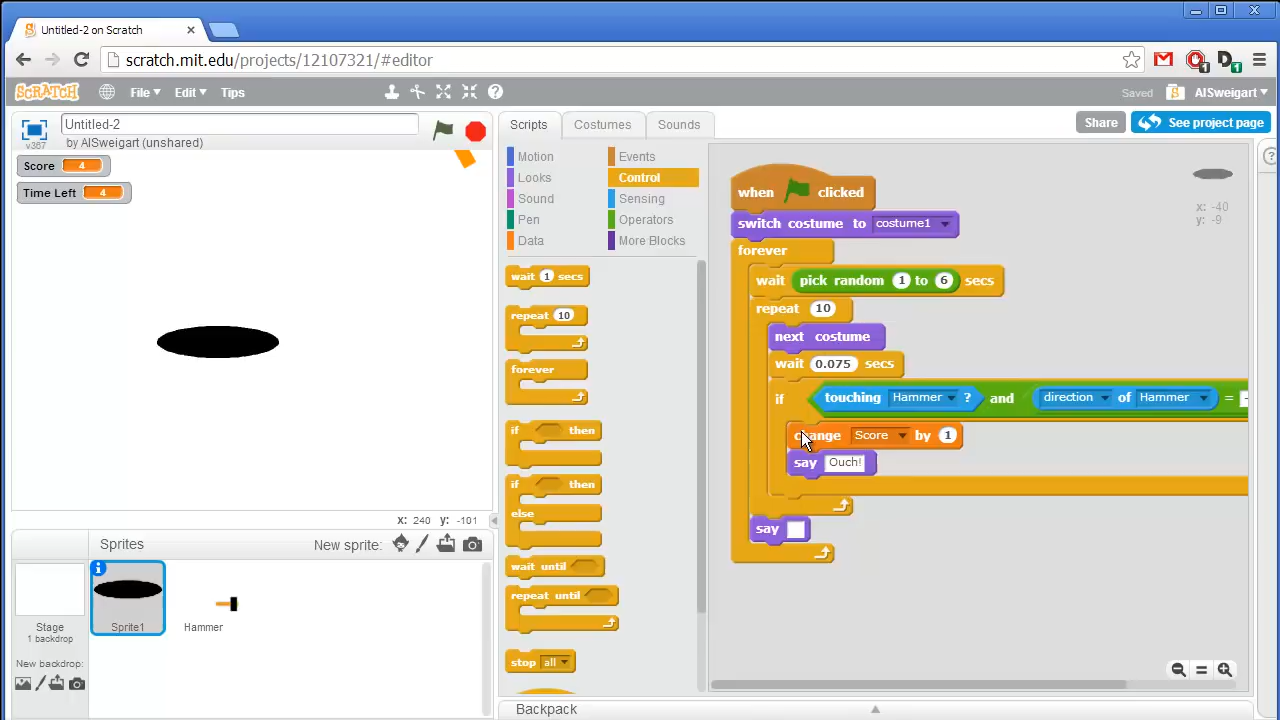 Untitled-2 on Scratch
scratch.mit.edu/projects/12107321/#editor
SCRATCH File Edit Tips Saved AlSweigart
Untitled-2
v387 by AlSweigart (unshared)
Scripts Costumes Sounds Share See project page
Score 4
Time Left 4
Motion Events
Looks Control
Sound Sensing
Pen Operators
Data More Blocks
wait 1 secs
repeat 10
forever
if then
if then
else
wait until
repeat until
stop all
when clicked
switch costume to costume1
forever
wait pick random 1 to 6 secs
repeat 10
next costume
wait 0.075 secs
if touching Hammer ? and direction of Hammer =
change Score by 1
say Ouch!
say
x: -40
y: -9
x: 240 y: -101
Sprites New sprite:
Stage
1 backdrop
New backdrop:
Sprite1
Hammer
Backpack